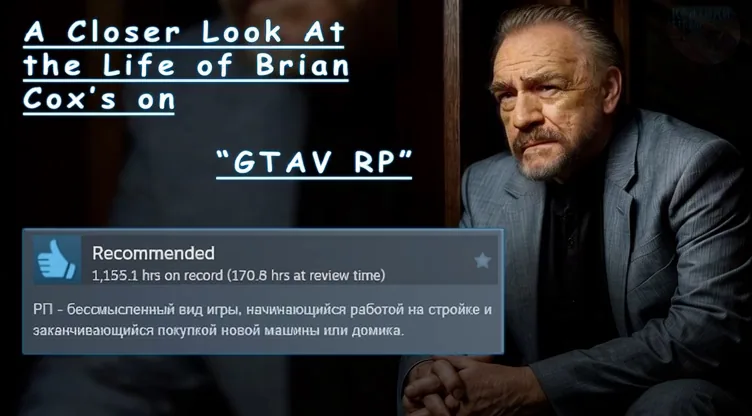 A Closer Look At
the Life of Brian
Cox's on
“GTAV RP”
Recommended
1,155.1 hrs on record (170.8 hrs at review time)
РП - бессмысленный вид игры, начинающийся работой на стройке и
заканчивающийся покупкой новой машины или домика.